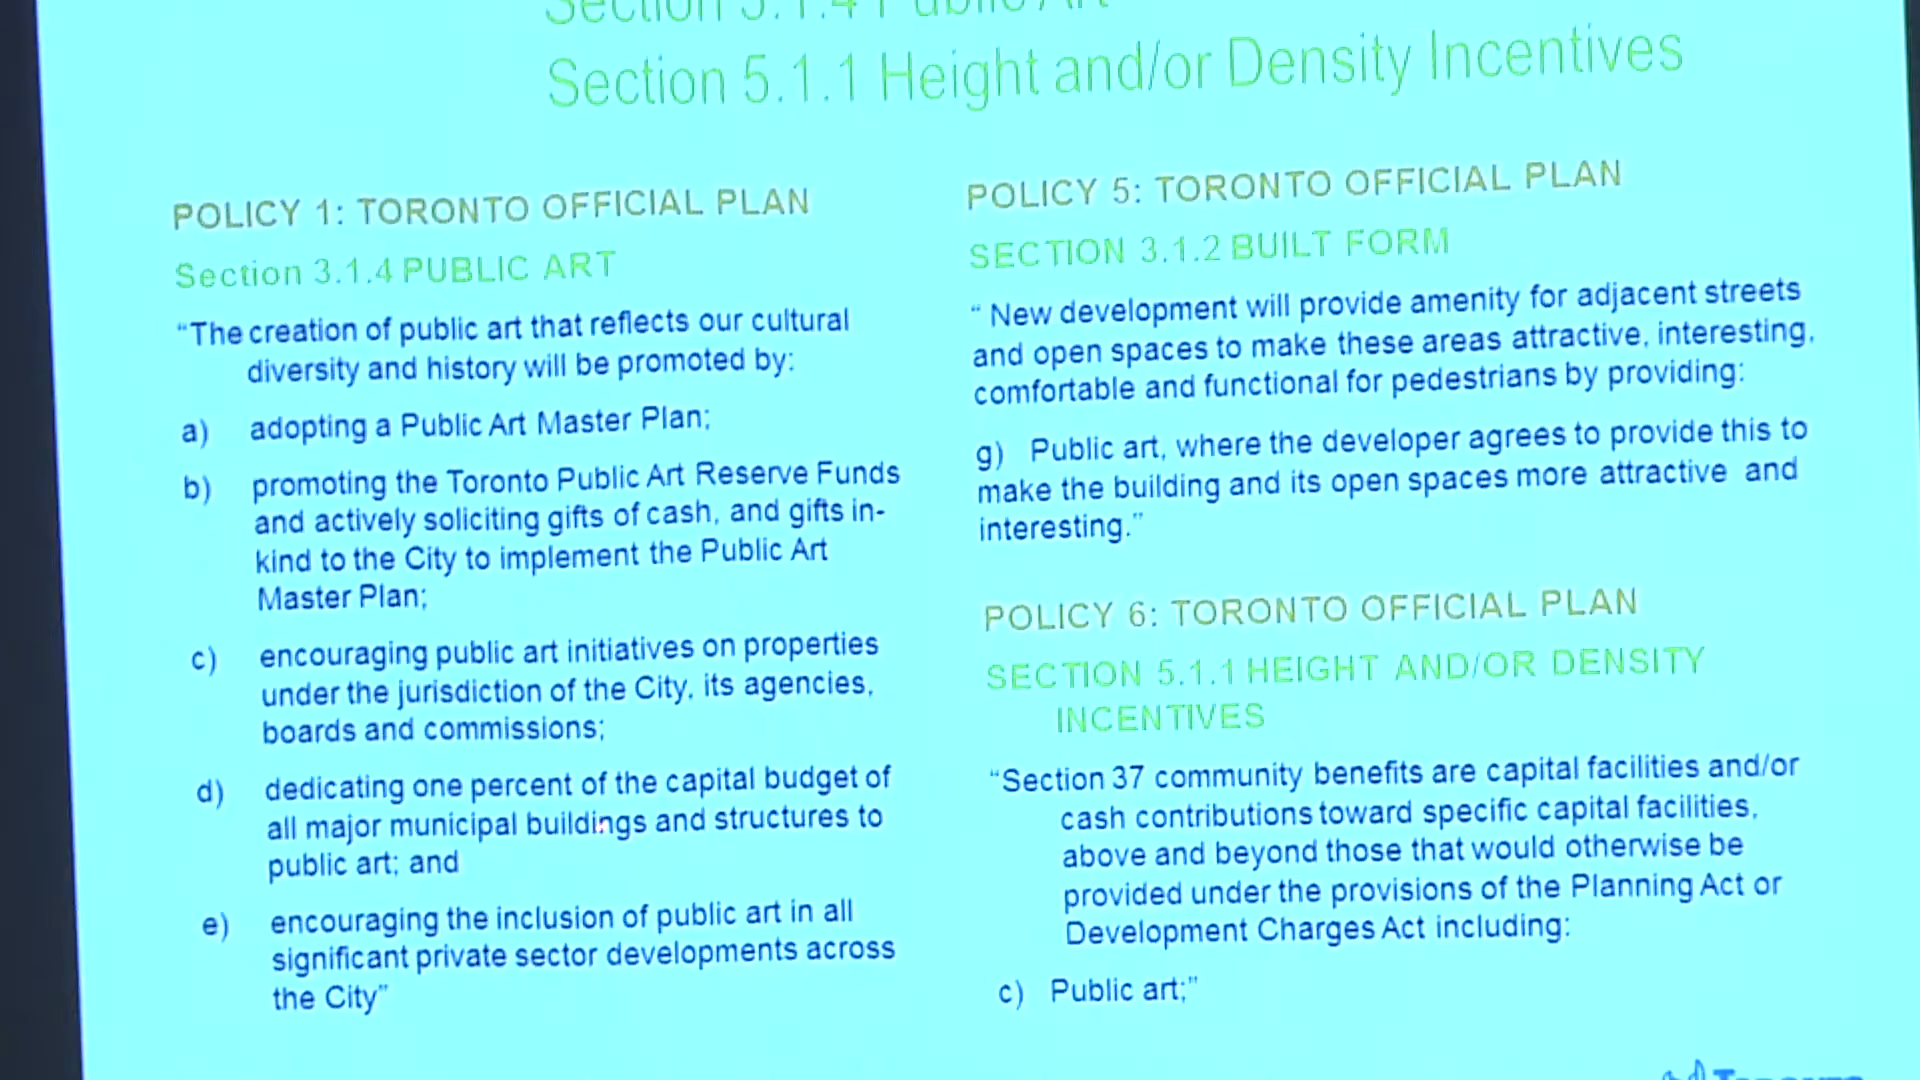 Section 3.1.4 Public Art
Section 5.1.1 Height and/or Density Incentives
POLICY 1: TORONTO OFFICIAL PLAN
Section 3.1.4 PUBLIC ART
“The creation of public art that reflects our cultural
diversity and history will be promoted by:
a) adopting a Public Art Master Plan;
b) promoting the Toronto Public Art Reserve Funds
and actively soliciting gifts of cash, and gifts in-
kind to the City to implement the Public Art
Master Plan;
c) encouraging public art initiatives on properties
under the jurisdiction of the City, its agencies,
boards and commissions;
d) dedicating one percent of the capital budget of
all major municipal buildings and structures to
public art; and
e) encouraging the inclusion of public art in all
significant private sector developments across
the City”
POLICY 5: TORONTO OFFICIAL PLAN
SECTION 3.1.2 BUILT FORM
“ New development will provide amenity for adjacent streets
and open spaces to make these areas attractive, interesting,
comfortable and functional for pedestrians by providing:
g) Public art, where the developer agrees to provide this to
make the building and its open spaces more attractive and
interesting.”
POLICY 6: TORONTO OFFICIAL PLAN
SECTION 5.1.1 HEIGHT AND/OR DENSITY
INCENTIVES
“Section 37 community benefits are capital facilities and/or
cash contributions toward specific capital facilities,
above and beyond those that would otherwise be
provided under the provisions of the Planning Act or
Development Charges Act including:
c) Public art;”
Toronto